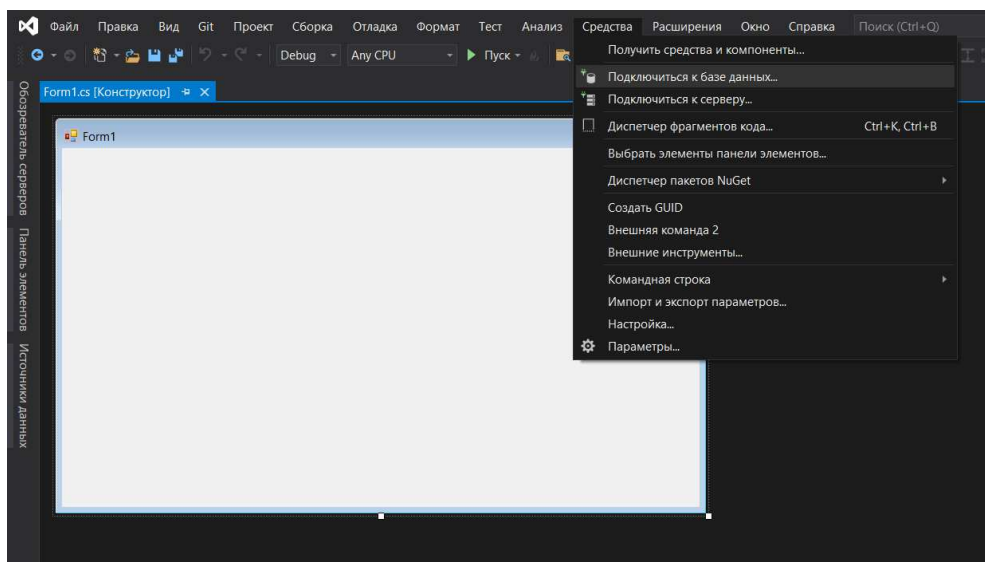 Файл Правка Вид Git Проект Сборка Отладка Формат Тест Анализ Средства Расширения Окно Справка Поиск (Ctrl+Q)
Debug Any CPU Пуск
Form1.cs [Конструктор]
Form1
Получить средства и компоненты...
Подключиться к базе данных...
Подключиться к серверу...
Диспетчер фрагментов кода... Ctrl+K, Ctrl+B
Выбрать элементы панели элементов...
Диспетчер пакетов NuGet
Создать GUID
Внешняя команда 2
Внешние инструменты...
Командная строка
Импорт и экспорт параметров...
Настройка...
Параметры...
Обозреватель серверов
Панель элементов
Источники данных